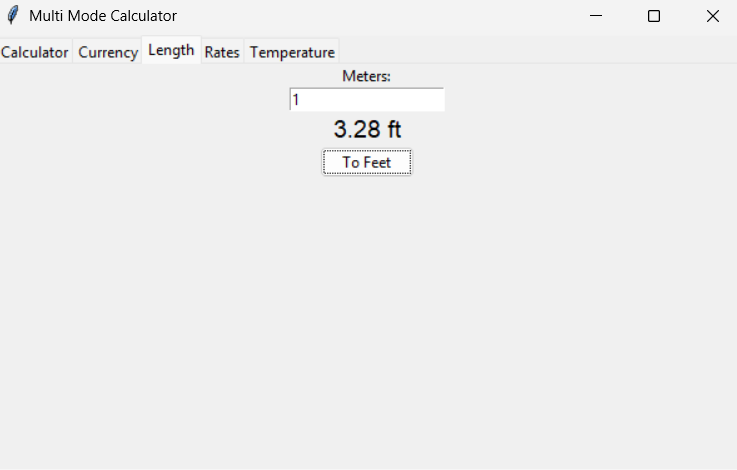 Multi Mode Calculator
Calculator Currency Length Rates Temperature
Meters:
1
3.28 ft
To Feet